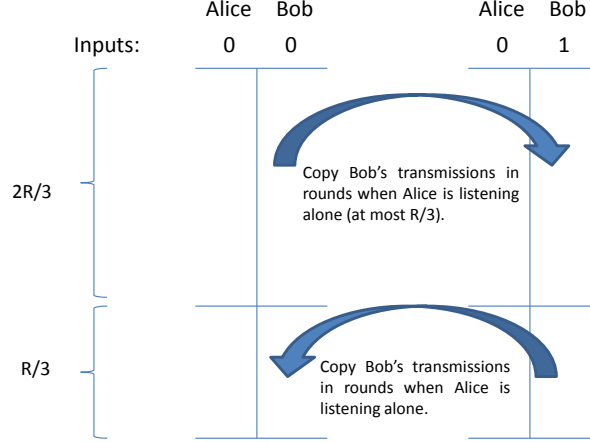 Alice Bob Alice Bob
Inputs: 0 0 0 1
Copy Bob's transmissions in
rounds when Alice is listening
alone (at most R/3).
2R/3
Copy Bob's transmissions
in rounds when Alice is
listening alone.
R/3